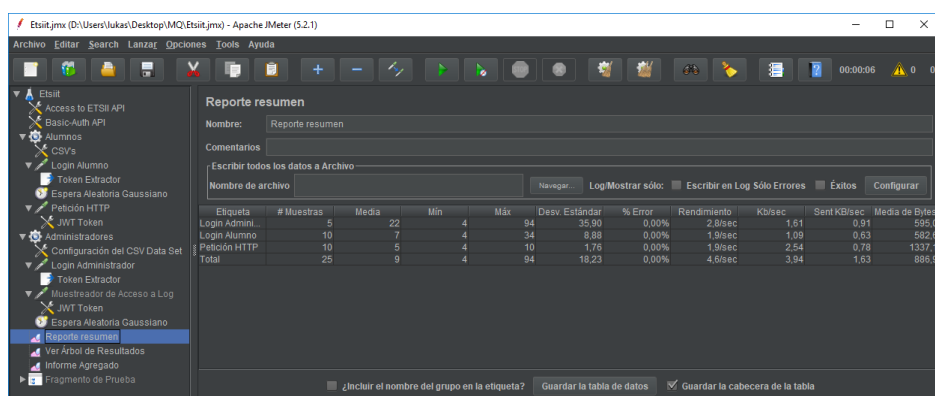 Etsiit.jmx (D:\Users\lukas\Desktop\MQ\Etsiit.jmx) - Apache JMeter (5.2.1)
Archivo Editar Search Lanzar Opciones Tools Ayuda
00:00:06 0 0
Etsiit
Access to ETSII API
Basic-Auth API
Alumnos
CSV's
Login Alumno
Token Extractor
Espera Aleatoria Gaussiano
Petición HTTP
JWT Token
Administradores
Configuración del CSV Data Set
Login Administrador
Token Extractor
Muestreador de Acceso a Log
JWT Token
Espera Aleatoria Gaussiano
Reporte resumen
Ver Árbol de Resultados
Informe Agregado
Fragmento de Prueba
Reporte resumen
Nombre: Reporte resumen
Comentarios
Escribir todos los datos a Archivo
Nombre de archivo Navegar... Log/Mostrar sólo: Escribir en Log Sólo Errores Éxitos Configurar
Etiqueta # Muestras Media Mín Máx Desv. Estándar % Error Rendimiento Kb/sec Sent KB/sec Media de Bytes
Login Admini... 5 22 4 94 35,90 0,00% 2,8/sec 1,61 0,91 595,0
Login Alumno 10 7 4 34 8,88 0,00% 1,9/sec 1,09 0,63 582,6
Petición HTTP 10 5 4 10 1,76 0,00% 1,9/sec 2,54 0,78 1337,1
Total 25 9 4 94 18,23 0,00% 4,6/sec 3,94 1,63 886,9
¿Incluir el nombre del grupo en la etiqueta? Guardar la tabla de datos Guardar la cabecera de la tabla